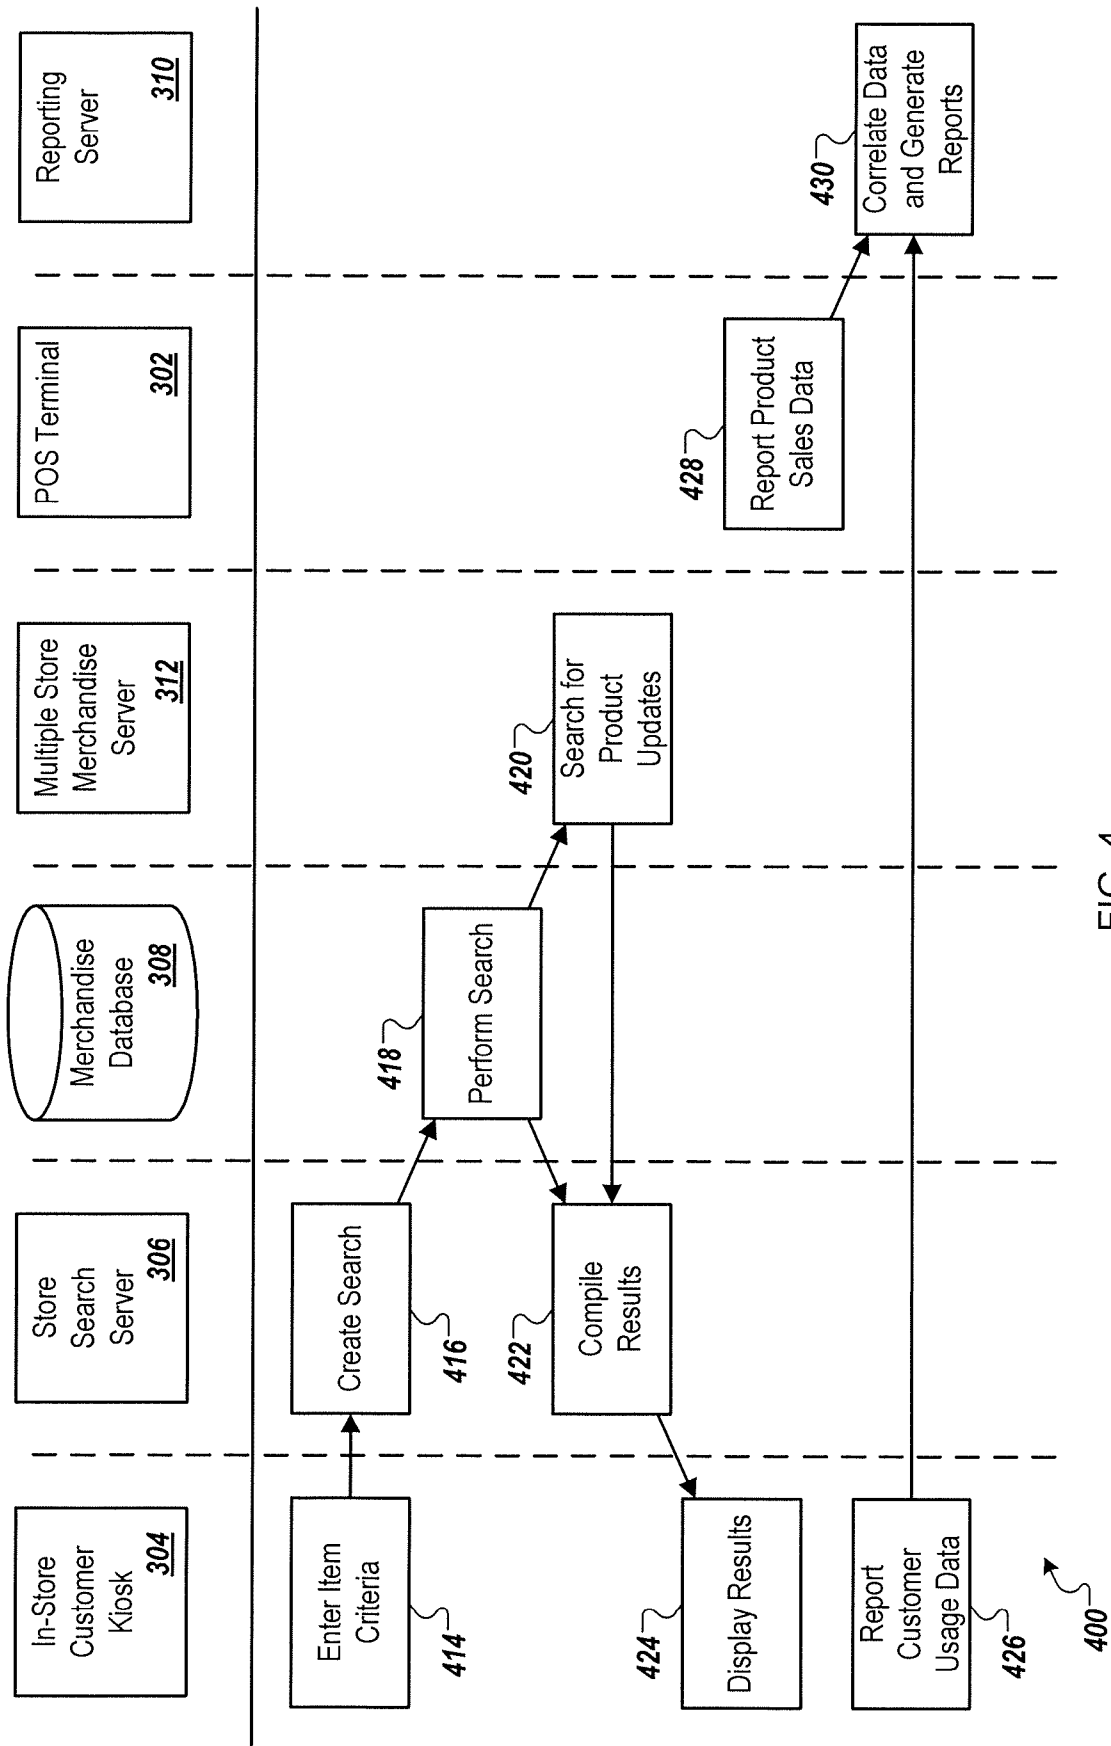 In-Store
Customer
Kiosk
304
Store
Search
Server
306
Merchandise
Database
308
Multiple Store
Merchandise
Server
312
POS Terminal
302
Reporting
Server
310
Enter Item
Criteria
414
Create Search
416
418
Perform Search
420
Search for
Product
Updates
422
Compile
Results
424
Display Results
428
Report Product
Sales Data
Report
Customer
Usage Data
426
430
Correlate Data
and Generate
Reports
400
FIG. 4